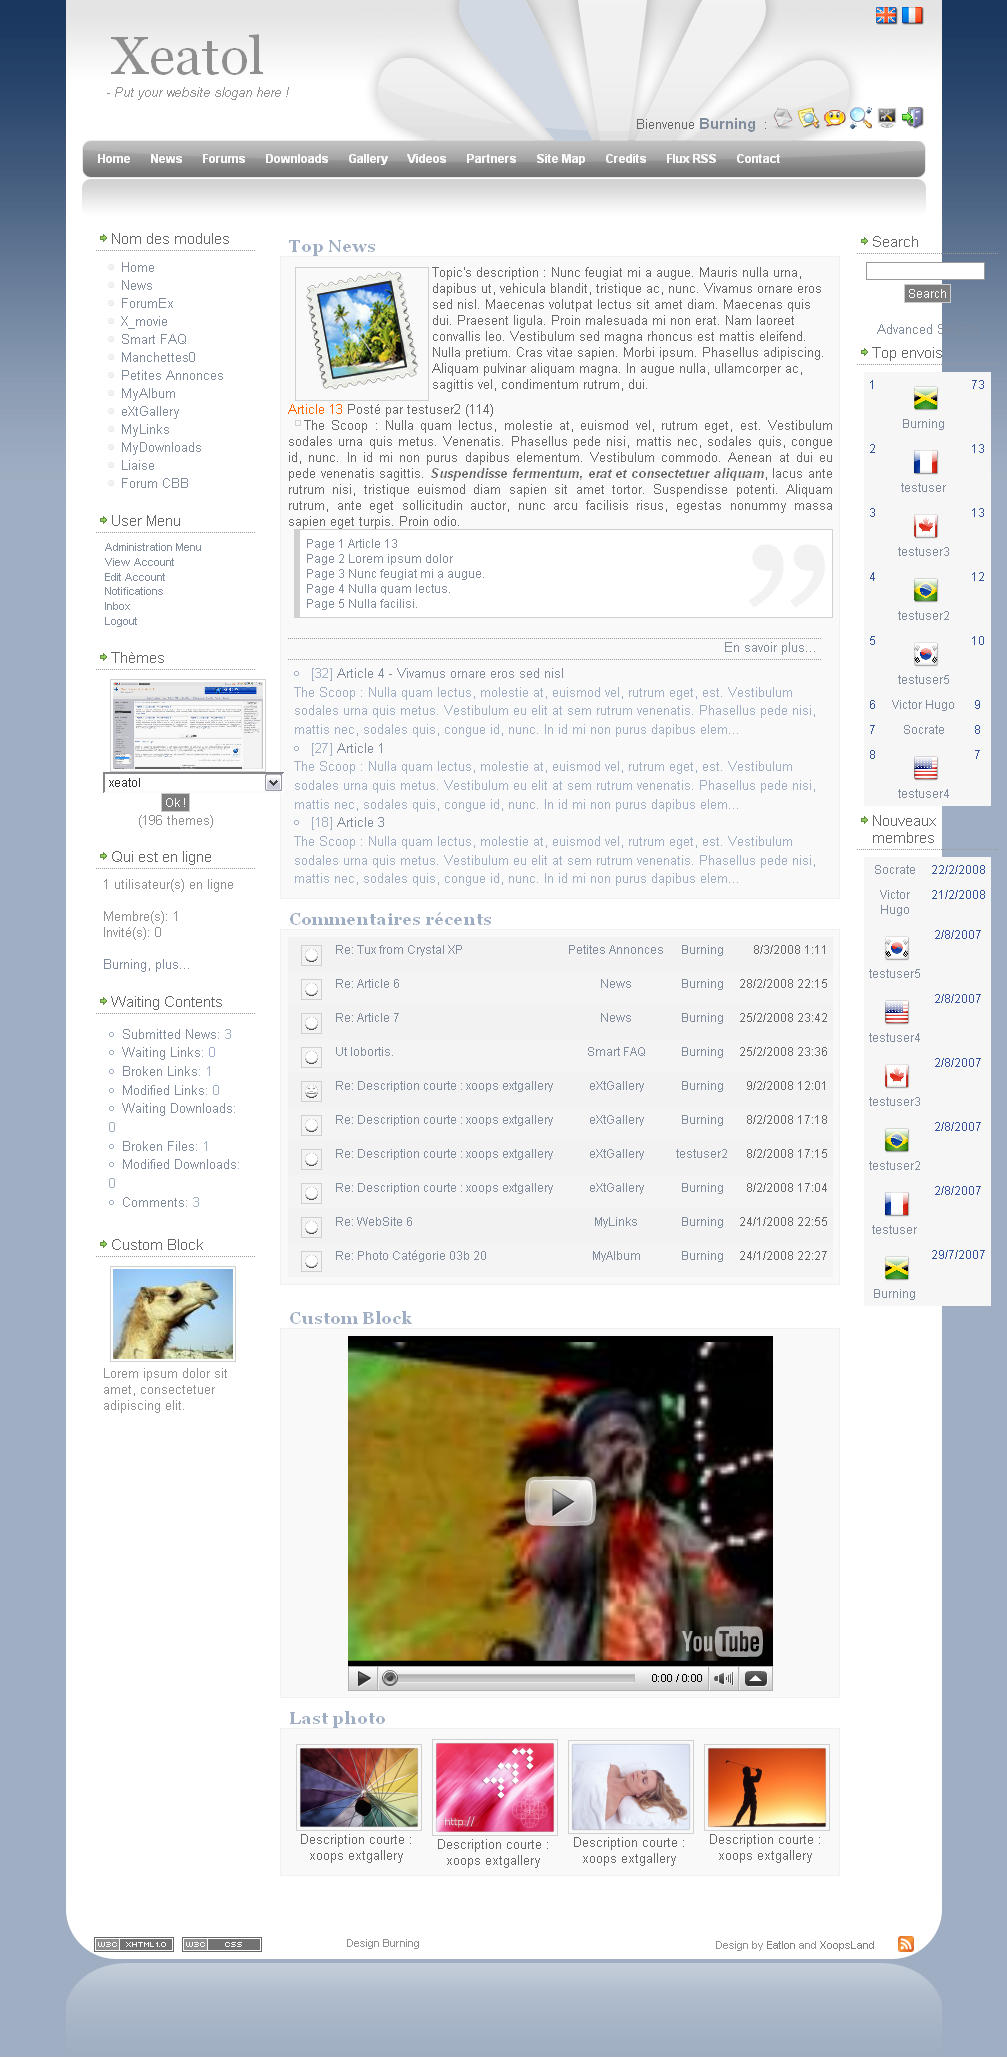 Xeatol
- Put your website slogan here !
Bienvenue Burning :
Home News Forums Downloads Gallery Videos Partners Site Map Credits Flux RSS Contact
Nom des modules
Home
News
ForumEx
X_movie
Smart FAQ
Manchettes0
Petites Annonces
MyAlbum
eXtGallery
MyLinks
MyDownloads
Liaise
Forum CBB
User Menu
Administration Menu
View Account
Edit Account
Notifications
Inbox
Logout
Thèmes
xeatol
Ok !
(196 themes)
Qui est en ligne
1 utilisateur(s) en ligne
Membre(s): 1
Invité(s): 0
Burning, plus...
Waiting Contents
Submitted News: 3
Waiting Links: 0
Broken Links: 1
Modified Links: 0
Waiting Downloads:
0
Broken Files: 1
Modified Downloads:
0
Comments: 3
Custom Block
Lorem ipsum dolor sit
amet, consectetuer
adipiscing elit.
Top News
Topic's description : Nunc feugiat mi a augue. Mauris nulla urna,
dapibus ut, vehicula blandit, tristique ac, nunc. Vivamus ornare eros
sed nisl. Maecenas volutpat lectus sit amet diam. Maecenas quis
dui. Praesent ligula. Proin malesuada mi non erat. Nam laoreet
convallis leo. Vestibulum sed magna rhoncus est mattis eleifend.
Nulla pretium. Cras vitae sapien. Morbi ipsum. Phasellus adipiscing.
Aliquam pulvinar aliquam magna. In augue nulla, ullamcorper ac,
sagittis vel, condimentum rutrum, dui.
Article 13 Posté par testuser2 (114)
The Scoop : Nulla quam lectus, molestie at, euismod vel, rutrum eget, est. Vestibulum
sodales urna quis metus. Venenatis. Phasellus pede nisi, mattis nec, sodales quis, congue
id, nunc. In id mi non purus dapibus elementum. Vestibulum commodo. Aenean at dui eu
pede venenatis sagittis. Suspendisse fermentum, erat et consectetuer aliquam, lacus ante
rutrum nisi, tristique euismod diam sapien sit amet tortor. Suspendisse potenti. Aliquam
rutrum, ante eget sollicitudin auctor, nunc arcu facilisis risus, egestas nonummy massa
sapien eget turpis. Proin odio.
Page 1 Article 13
Page 2 Lorem ipsum dolor
Page 3 Nunc feugiat mi a augue.
Page 4 Nulla quam lectus.
Page 5 Nulla facilisi.
En savoir plus...
[32] Article 4 - Vivamus ornare eros sed nisl
The Scoop : Nulla quam lectus, molestie at, euismod vel, rutrum eget, est. Vestibulum
sodales urna quis metus. Vestibulum eu elit at sem rutrum venenatis. Phasellus pede nisi,
mattis nec, sodales quis, congue id, nunc. In id mi non purus dapibus elem...
[27] Article 1
The Scoop : Nulla quam lectus, molestie at, euismod vel, rutrum eget, est. Vestibulum
sodales urna quis metus. Vestibulum eu elit at sem rutrum venenatis. Phasellus pede nisi,
mattis nec, sodales quis, congue id, nunc. In id mi non purus dapibus elem...
[18] Article 3
The Scoop : Nulla quam lectus, molestie at, euismod vel, rutrum eget, est. Vestibulum
sodales urna quis metus. Vestibulum eu elit at sem rutrum venenatis. Phasellus pede nisi,
mattis nec, sodales quis, congue id, nunc. In id mi non purus dapibus elem...
Commentaires récents
Re: Tux from Crystal XP Petites Annonces Burning 8/3/2008 1:11
Re: Article 6 News Burning 28/2/2008 22:15
Re: Article 7 News Burning 25/2/2008 23:42
Ut lobortis. Smart FAQ Burning 25/2/2008 23:36
Re: Description courte : xoops extgallery eXtGallery Burning 9/2/2008 12:01
Re: Description courte : xoops extgallery eXtGallery Burning 8/2/2008 17:18
Re: Description courte : xoops extgallery eXtGallery testuser2 8/2/2008 17:15
Re: Description courte : xoops extgallery eXtGallery Burning 8/2/2008 17:04
Re: WebSite 6 MyLinks Burning 24/1/2008 22:55
Re: Photo Catégorie 03b 20 MyAlbum Burning 24/1/2008 22:27
Custom Block
YouTube
0:00 / 0:00
Last photo
http://
Description courte :
xoops extgallery
Description courte :
xoops extgallery
Description courte :
xoops extgallery
Description courte :
xoops extgallery
Search
Search
Advanced S
Top envois
1 73
Burning
2 13
testuser
3 13
testuser3
4 12
testuser2
5 10
testuser5
6 Victor Hugo 9
7 Socrate 8
8 7
testuser4
Nouveaux
membres
Socrate 22/2/2008
Victor Hugo 21/2/2008
2/8/2007
testuser5
2/8/2007
testuser4
2/8/2007
testuser3
2/8/2007
testuser2
2/8/2007
testuser
29/7/2007
Burning
W3C XHTML 1.0 W3C CSS
Design Burning
Design by Eatlon and XoopsLand